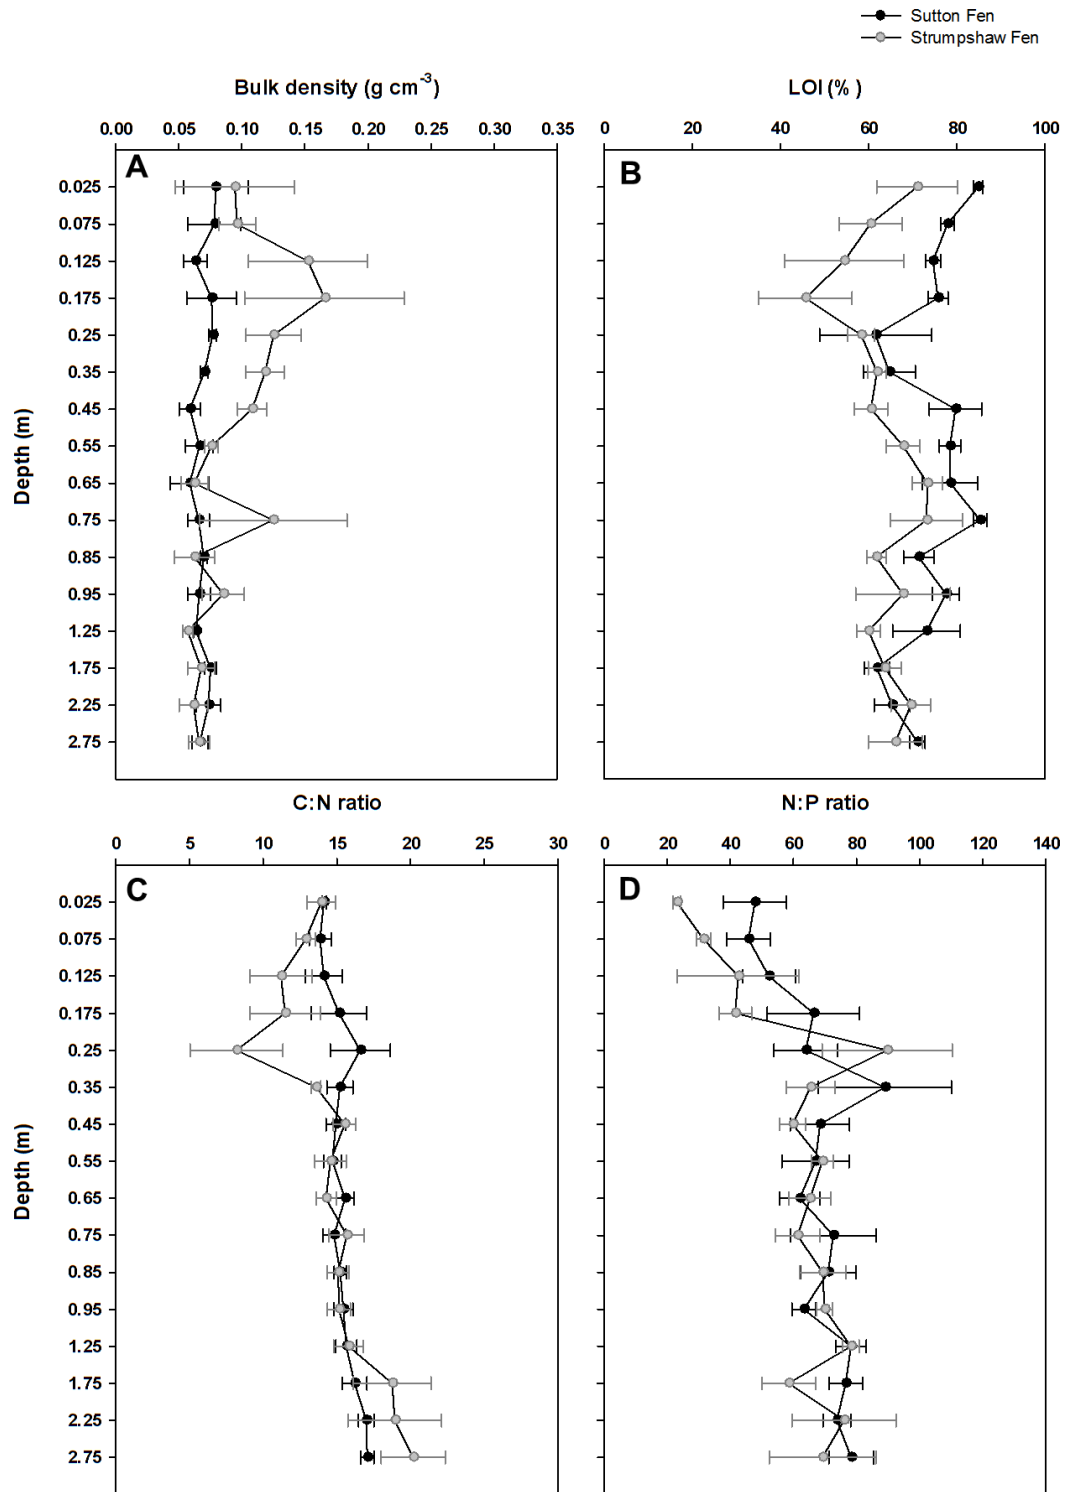 Sutton Fen
Strumpshaw Fen
Bulk density (g cm-3)
LOI (%)
0.00 0.05 0.10 0.15 0.20 0.25 0.30 0.35
0 20 40 60 80 100
A
B
0.025
0.075
0.125
0.175
0.25
0.35
0.45
0.55
0.65
0.75
0.85
0.95
1.25
1.75
2.25
2.75
Depth (m)
C:N ratio
N:P ratio
0 5 10 15 20 25 30
0 20 40 60 80 100 120 140
C
D
0.025
0.075
0.125
0.175
0.25
0.35
0.45
0.55
0.65
0.75
0.85
0.95
1.25
1.75
2.25
2.75
Depth (m)